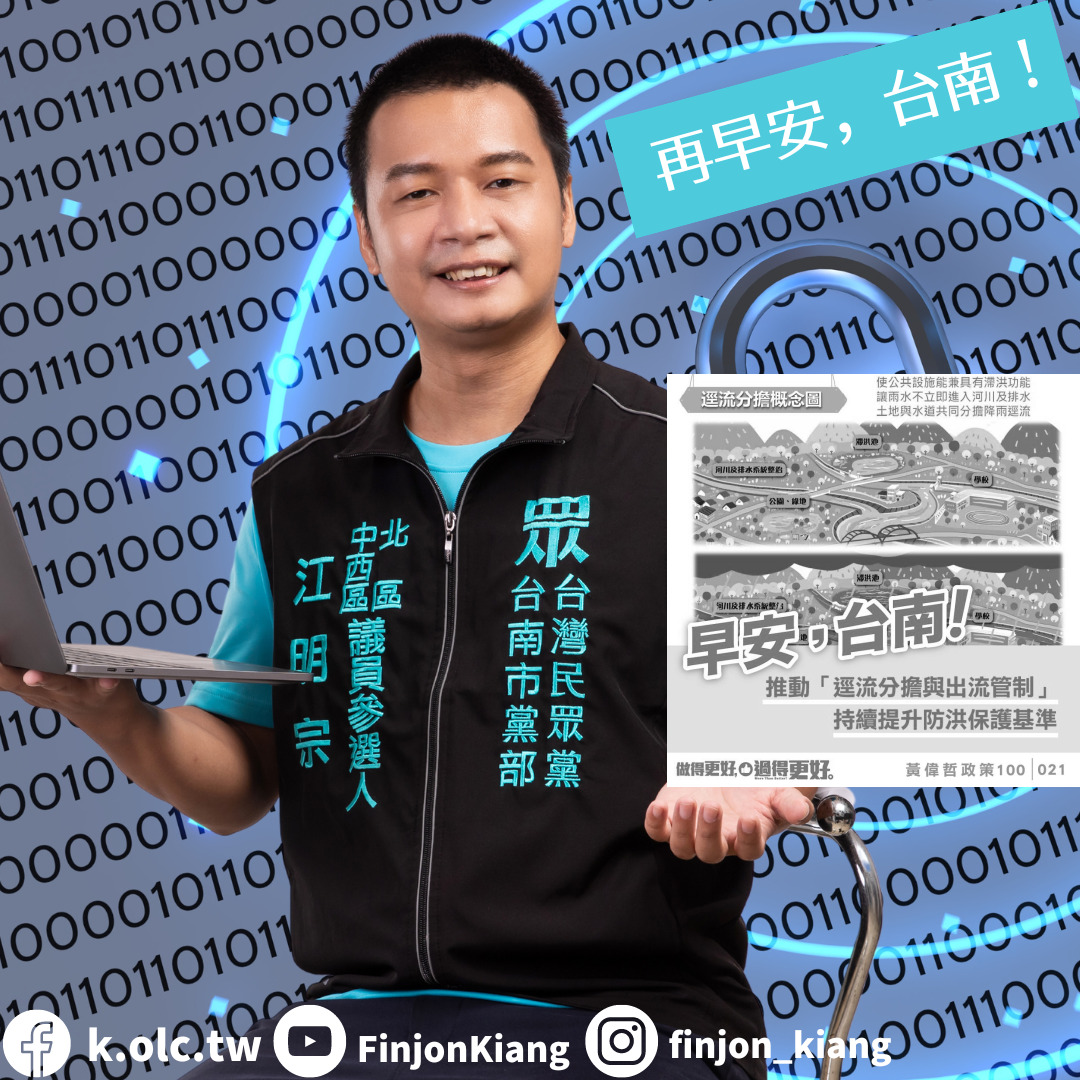 再早安，台南！
江明宗
中西區
北區
議員參選人
眾
台灣民眾黨
台南市黨部
逕流分擔概念圖
使公共設施能兼具有滯洪功能
讓雨水不立即進入河川及排水
土地與水道共同分擔降雨逕流
滯洪池
河川及排水系統整治
學校
公園・綠地
滯洪池
河川及排水系統整治
學校
早安，台南!
推動「逕流分擔與出流管制」
持續提升防洪保護基準
做得更好,過得更好。
黃偉哲政策100 | 021
k.olc.tw
FinjonKiang
finjon_kiang